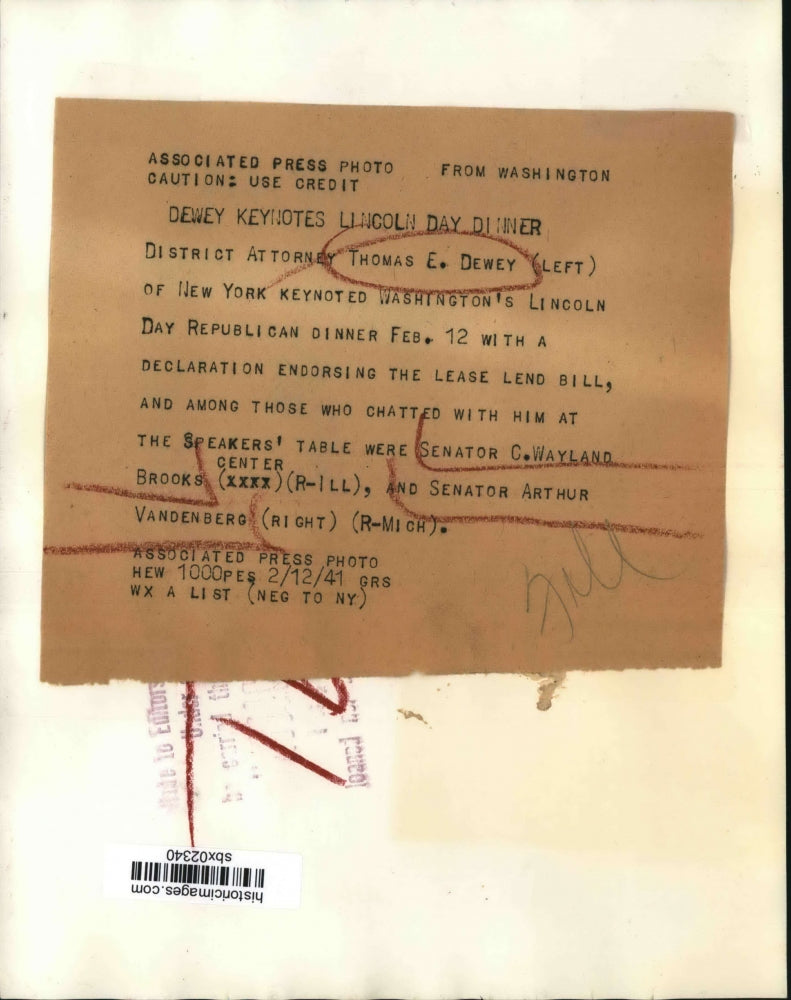 ASSOCIATED PRESS PHOTO FROM WASHINGTON
CAUTION: USE CREDIT
DEWEY KEYNOTES LINCOLN DAY DINNER
DISTRICT ATTORNEY THOMAS E. DEWEY (LEFT)
OF NEW YORK KEYNOTED WASHINGTON'S LINCOLN
DAY REPUBLICAN DINNER FEB. 12 WITH A
DECLARATION ENDORSING THE LEASE LEND BILL,
AND AMONG THOSE WHO CHATTED WITH HIM AT
THE SPEAKERS' TABLE WERE SENATOR C.WAYLAND
CENTER
BROOKS (XXXX)(R-ILL), AND SENATOR ARTHUR
VANDENBERG (RIGHT) (R-MICH).
ASSOCIATED PRESS PHOTO
HEW 1000PES 2/12/41 GRS
WX A LIST (NEG TO NY)
to Editors
Under
carried
historicimages.com
sbx02340